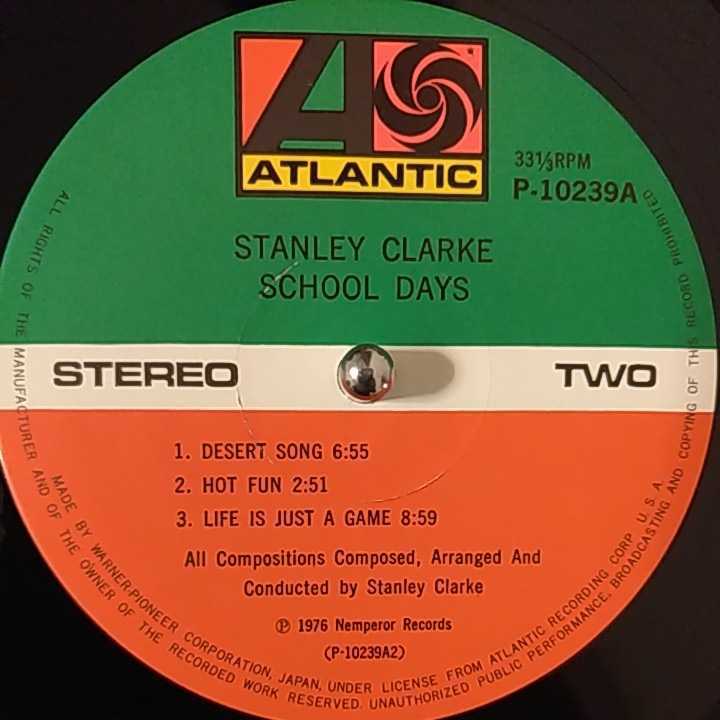 ATLANTIC
33⅓RPM
P-10239A
STANLEY CLARKE
SCHOOL DAYS
STEREO
TWO
1. DESERT SONG 6:55
2. HOT FUN 2:51
3. LIFE IS JUST A GAME 8:59
All Compositions Composed, Arranged And
Conducted by Stanley Clarke
℗ 1976 Nemperor Records
(P-10239A2)
MADE BY WARNER-PIONEER CORPORATION, JAPAN, UNDER LICENSE FROM ATLANTIC RECORDING CORP. U.S.A.
ALL RIGHTS OF THE MANUFACTURER AND OF THE OWNER OF THE RECORDED WORK RESERVED. UNAUTHORIZED PUBLIC PERFORMANCE, BROADCASTING AND COPYING OF THIS RECORD PROHIBITED